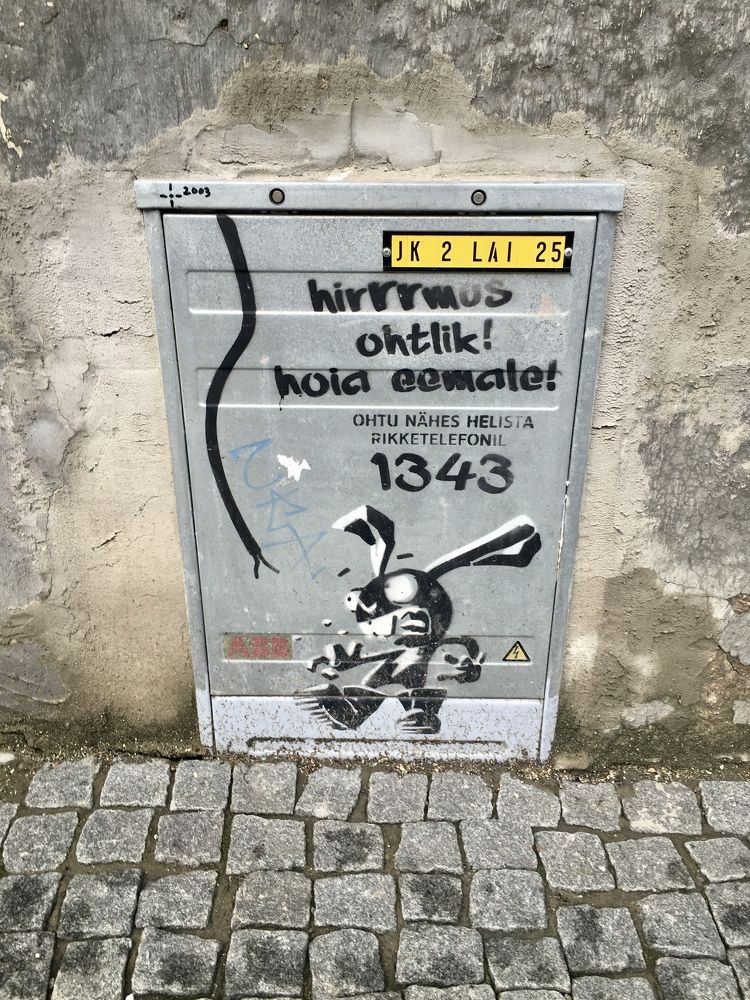 2003
JK 2 LAI 25
hirrrmus
ohtlik!
hoia eemale!
OHTU NÄHES HELISTA
RIKKETELEFONIL
1343
ABB